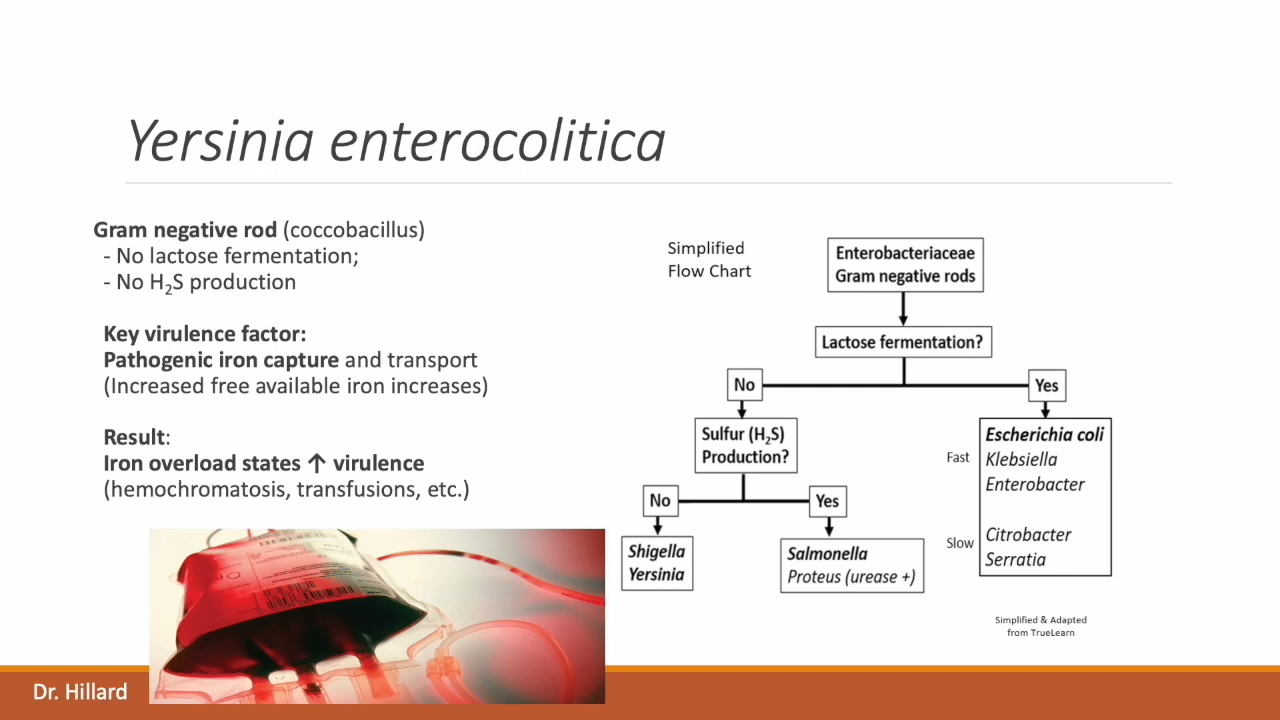 Yersinia enterocolitica
Gram negative rod (coccobacillus)
- No lactose fermentation;
- No H₂S production
Key virulence factor:
Pathogenic iron capture and transport
(Increased free available iron increases)
Result:
Iron overload states ↑ virulence
(hemochromatosis, transfusions, etc.)
Simplified
Flow Chart
Enterobacteriaceae
Gram negative rods
Lactose fermentation?
No
Yes
Sulfur (H₂S)
Production?
No
Yes
Shigella
Yersinia
Salmonella
Proteus (urease +)
Fast
Escherichia coli
Klebsiella
Enterobacter
Slow
Citrobacter
Serratia
Simplified & Adapted
from TrueLearn
Dr. Hillard